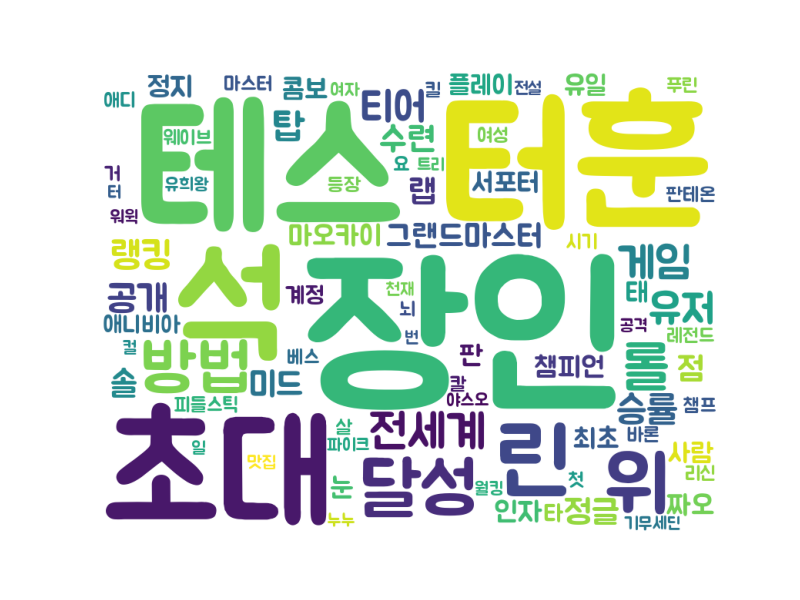 애디
정지
마스터
콤보
여자
킬
플레이
전설
유일
푸린
테스
터
훈
티어
탑
웨이브
수련
여성
거
터
유희왕
등장
요
트리
랩
서포터
판테온
워윅
마오카이
그랜드마스터
시기
랭킹
석
장인
게임
공개
계정
천재
뇌
번
태
유저
공격
레전드
애니비아
컬
방법
베스
판
챔피언
롤
점
솔
미드
칼
야스오
피들스틱
승률
챔프
초대
살
파이크
전세계
린
최초
바론
사람
리신
일
맛집
눈
달성
월킹
첫
위
누누
인자
타
정글
짜오
기무세딘